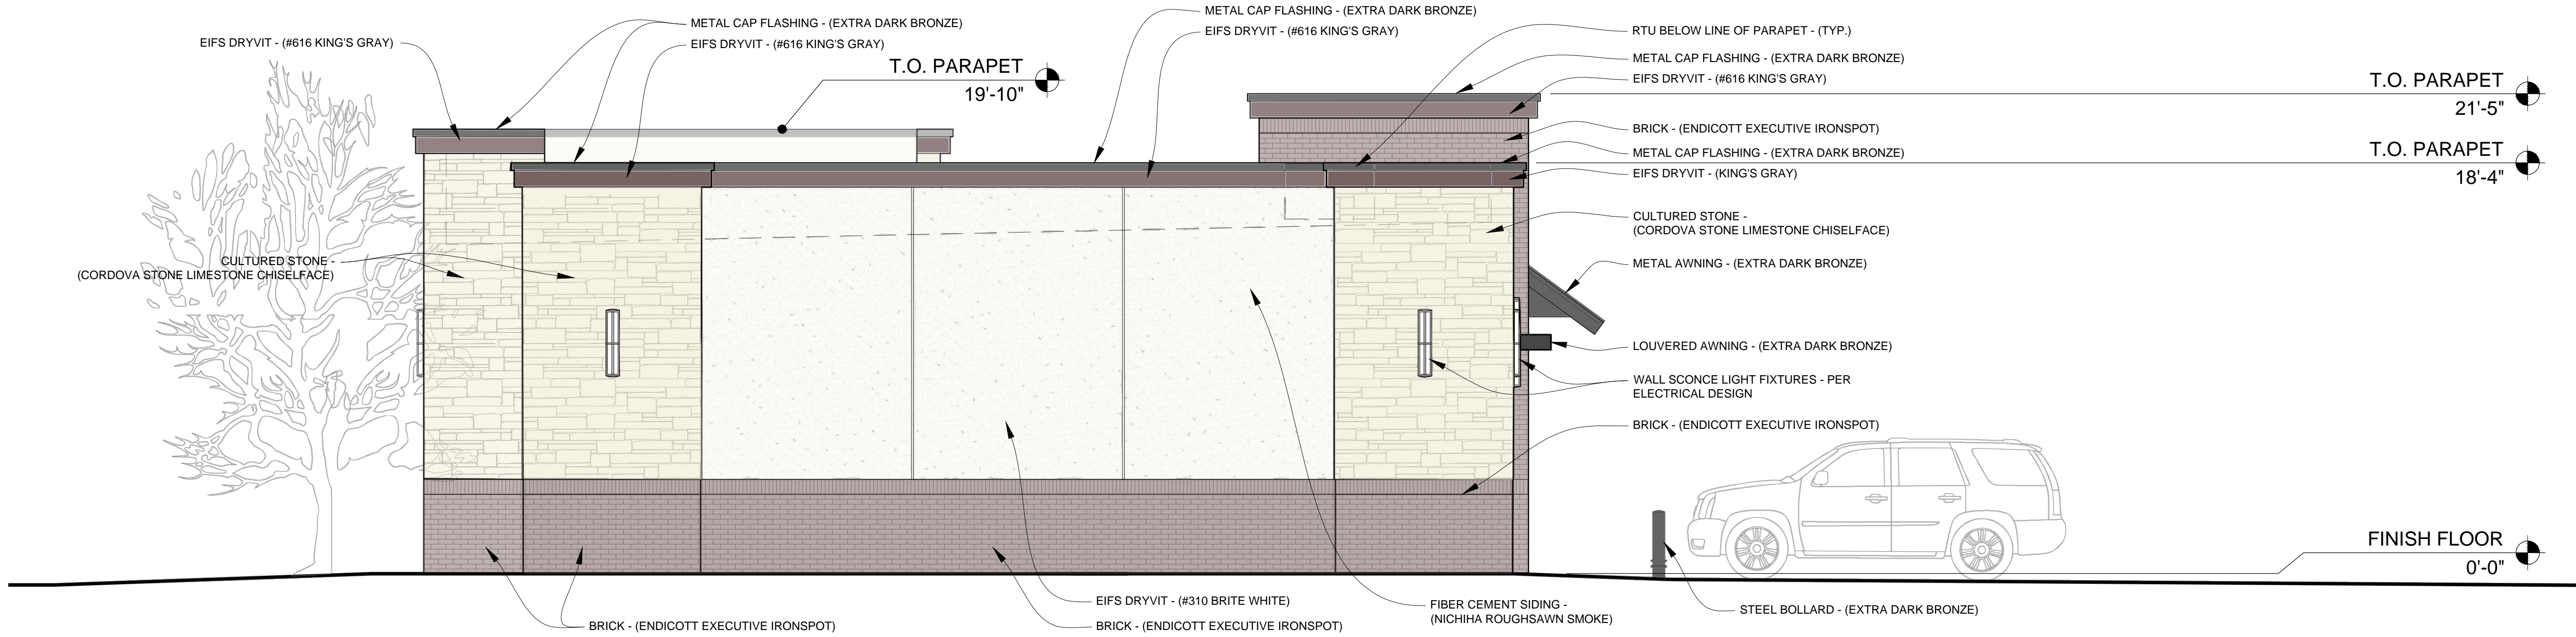 METAL CAP FLASHING - (EXTRA DARK BRONZE)
EIFS DRYVIT - (#616 KING'S GRAY)
EIFS DRYVIT - (#616 KING'S GRAY)
T.O. PARAPET
19'-10"
METAL CAP FLASHING - (EXTRA DARK BRONZE)
EIFS DRYVIT - (#616 KING'S GRAY)
RTU BELOW LINE OF PARAPET - (TYP.)
METAL CAP FLASHING - (EXTRA DARK BRONZE)
EIFS DRYVIT - (#616 KING'S GRAY)
T.O. PARAPET
21'-5"
BRICK - (ENDICOTT EXECUTIVE IRONSPOT)
METAL CAP FLASHING - (EXTRA DARK BRONZE)
T.O. PARAPET
18'-4"
EIFS DRYVIT - (KING'S GRAY)
CULTURED STONE -
(CORDOVA STONE LIMESTONE CHISELFACE)
CULTURED STONE -
(CORDOVA STONE LIMESTONE CHISELFACE)
METAL AWNING - (EXTRA DARK BRONZE)
LOUVERED AWNING - (EXTRA DARK BRONZE)
WALL SCONCE LIGHT FIXTURES - PER
ELECTRICAL DESIGN
BRICK - (ENDICOTT EXECUTIVE IRONSPOT)
FINISH FLOOR
0'-0"
EIFS DRYVIT - (#310 BRITE WHITE)
BRICK - (ENDICOTT EXECUTIVE IRONSPOT)
BRICK - (ENDICOTT EXECUTIVE IRONSPOT)
FIBER CEMENT SIDING -
(NICHIHA ROUGHSAWN SMOKE)
STEEL BOLLARD - (EXTRA DARK BRONZE)